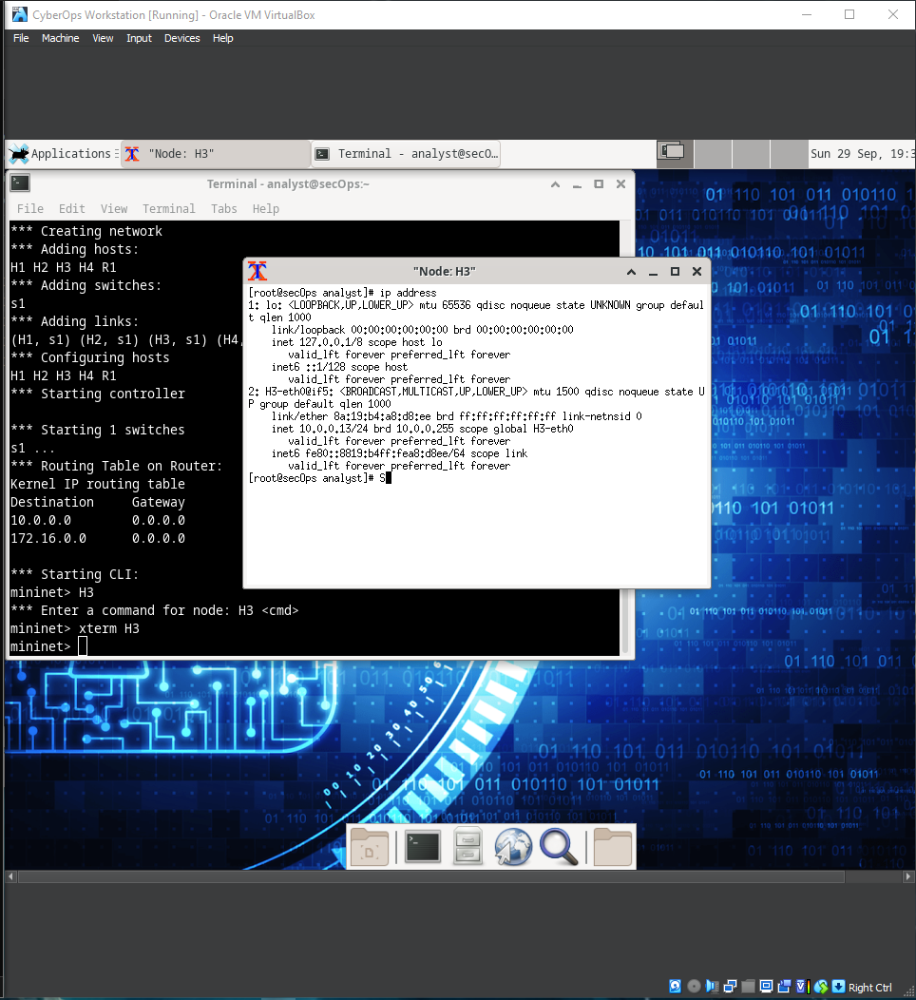 CyberOps Workstation [Running] - Oracle VM VirtualBox
File Machine View Input Devices Help
Applications "Node: H3" Terminal - analyst@secO... Sun 29 Sep, 19:3
Terminal - analyst@secOps:~
File Edit View Terminal Tabs Help
*** Creating network
*** Adding hosts:
H1 H2 H3 H4 R1
*** Adding switches:
s1
*** Adding links:
(H1, s1) (H2, s1) (H3, s1) (H4,
*** Configuring hosts
H1 H2 H3 H4 R1
*** Starting controller
*** Starting 1 switches
s1 ...
*** Routing Table on Router:
Kernel IP routing table
Destination Gateway
10.0.0.0 0.0.0.0
172.16.0.0 0.0.0.0
*** Starting CLI:
mininet> H3
*** Enter a command for node: H3 <cmd>
mininet> xterm H3
mininet>
"Node: H3"
[root@secOps analyst]# ip address
1: lo: <LOOPBACK,UP,LOWER_UP> mtu 65536 qdisc noqueue state UNKNOWN group defaul
t qlen 1000
link/loopback 00:00:00:00:00:00 brd 00:00:00:00:00:00
inet 127.0.0.1/8 scope host lo
valid_lft forever preferred_lft forever
inet6 ::1/128 scope host
valid_lft forever preferred_lft forever
2: H3-eth0@if5: <BROADCAST,MULTICAST,UP,LOWER_UP> mtu 1500 qdisc noqueue state U
P group default qlen 1000
link/ether 8a:19:b4:a8:d8:ee brd ff:ff:ff:ff:ff:ff link-netnsid 0
inet 10.0.0.13/24 brd 10.0.0.255 scope global H3-eth0
valid_lft forever preferred_lft forever
inet6 fe80::8819:b4ff:fea8:d8ee/64 scope link
valid_lft forever preferred_lft forever
[root@secOps analyst]# S
00 10 20 30 40 50 6
Right Ctrl